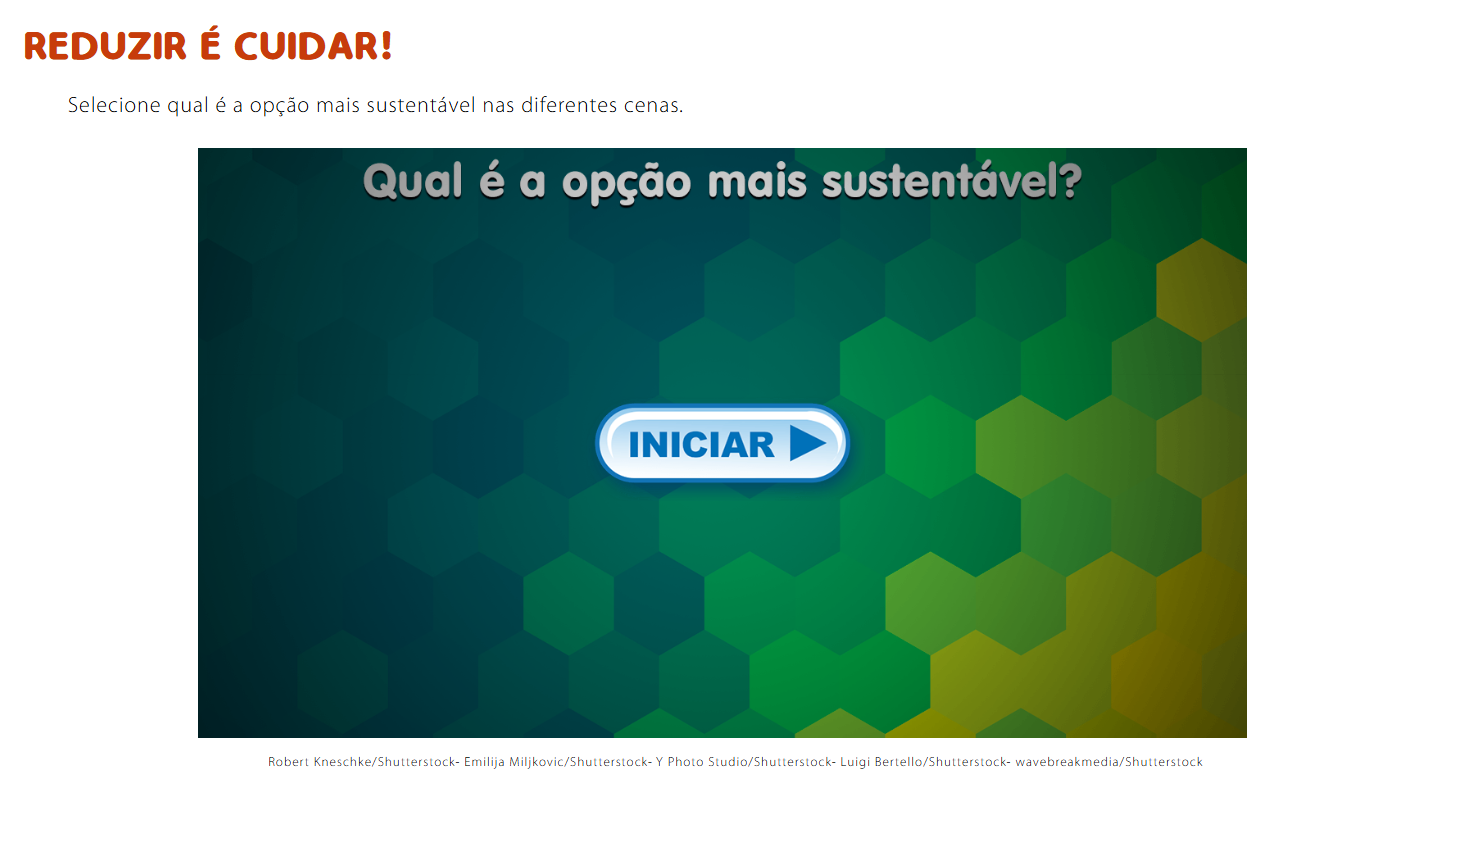 REDUZIR É CUIDAR!
Selecione qual é a opção mais sustentável nas diferentes cenas.
Qual é a opção mais sustentável?
INICIAR
Robert Kneschke/Shutterstock- Emilija Miljkovic/Shutterstock- Y Photo Studio/Shutterstock- Luigi Bertello/Shutterstock- wavebreakmedia/Shutterstock